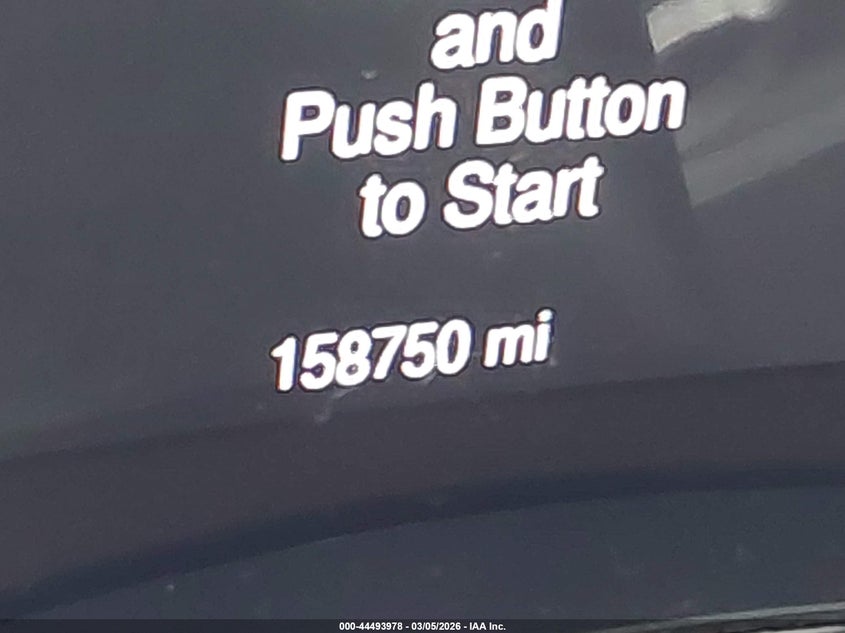 and
Push Button
to Start
158750 mi
000-44493978 - 03/05/2026 - IAA Inc.